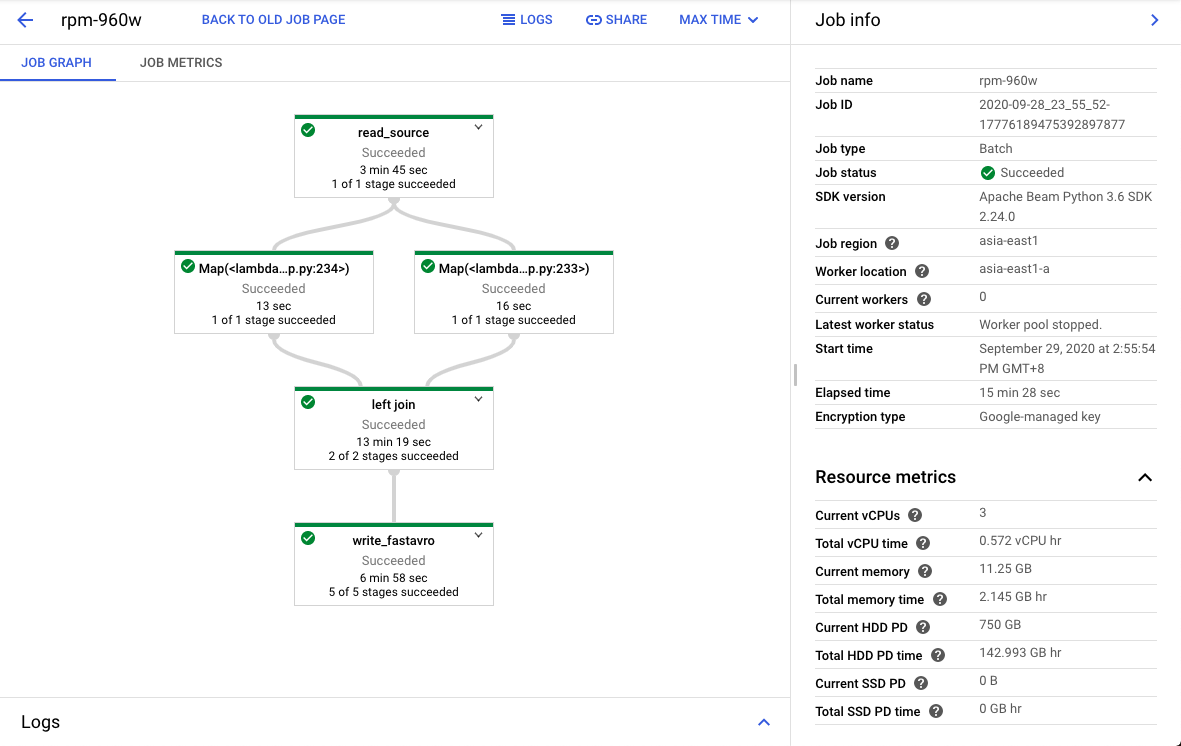 rpm-960w
BACK TO OLD JOB PAGE
LOGS
SHARE
MAX TIME
JOB GRAPH
JOB METRICS
read_source
Succeeded
3 min 45 sec
1 of 1 stage succeeded
Map(<lambda...p.py:234>)
Succeeded
13 sec
1 of 1 stage succeeded
Map(<lambda...p.py:233>)
Succeeded
16 sec
1 of 1 stage succeeded
left join
Succeeded
13 min 19 sec
2 of 2 stages succeeded
write_fastavro
Succeeded
6 min 58 sec
5 of 5 stages succeeded
Logs
Job info
Job name rpm-960w
Job ID 2020-09-28_23_55_52-
17776189475392897877
Job type Batch
Job status Succeeded
SDK version Apache Beam Python 3.6 SDK
2.24.0
Job region ? asia-east1
Worker location ? asia-east1-a
Current workers ? 0
Latest worker status Worker pool stopped.
Start time September 29, 2020 at 2:55:54
PM GMT+8
Elapsed time 15 min 28 sec
Encryption type Google-managed key
Resource metrics
Current vCPUs ? 3
Total vCPU time ? 0.572 vCPU hr
Current memory ? 11.25 GB
Total memory time ? 2.145 GB hr
Current HDD PD ? 750 GB
Total HDD PD time ? 142.993 GB hr
Current SSD PD ? 0 B
Total SSD PD time ? 0 GB hr